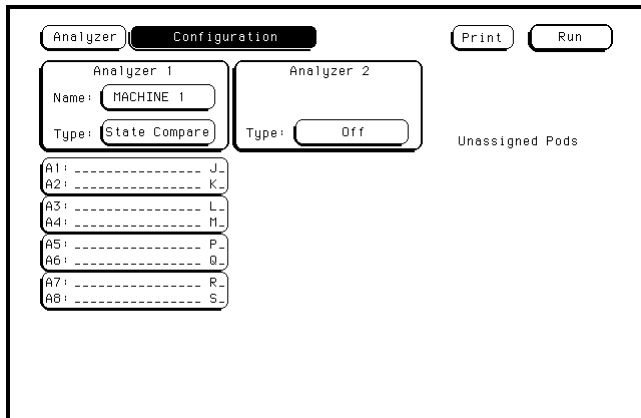 Analyzer Configuration Print Run
Analyzer 1
Name: MACHINE 1
Type: State Compare
Analyzer 2
Type: Off
Unassigned Pods
A1: ________________ J_
A2: ________________ K_
A3: ________________ L_
A4: ________________ M_
A5: ________________ P_
A6: ________________ Q_
A7: ________________ R_
A8: ________________ S_